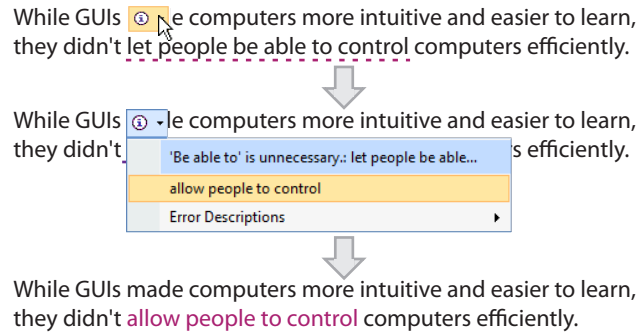 While GUIs e computers more intuitive and easier to learn,
they didn't let people be able to control computers efficiently.
While GUIs le computers more intuitive and easier to learn,
they didn't s efficiently.
'Be able to' is unnecessary.: let people be able...
allow people to control
Error Descriptions
While GUIs made computers more intuitive and easier to learn,
they didn't allow people to control computers efficiently.